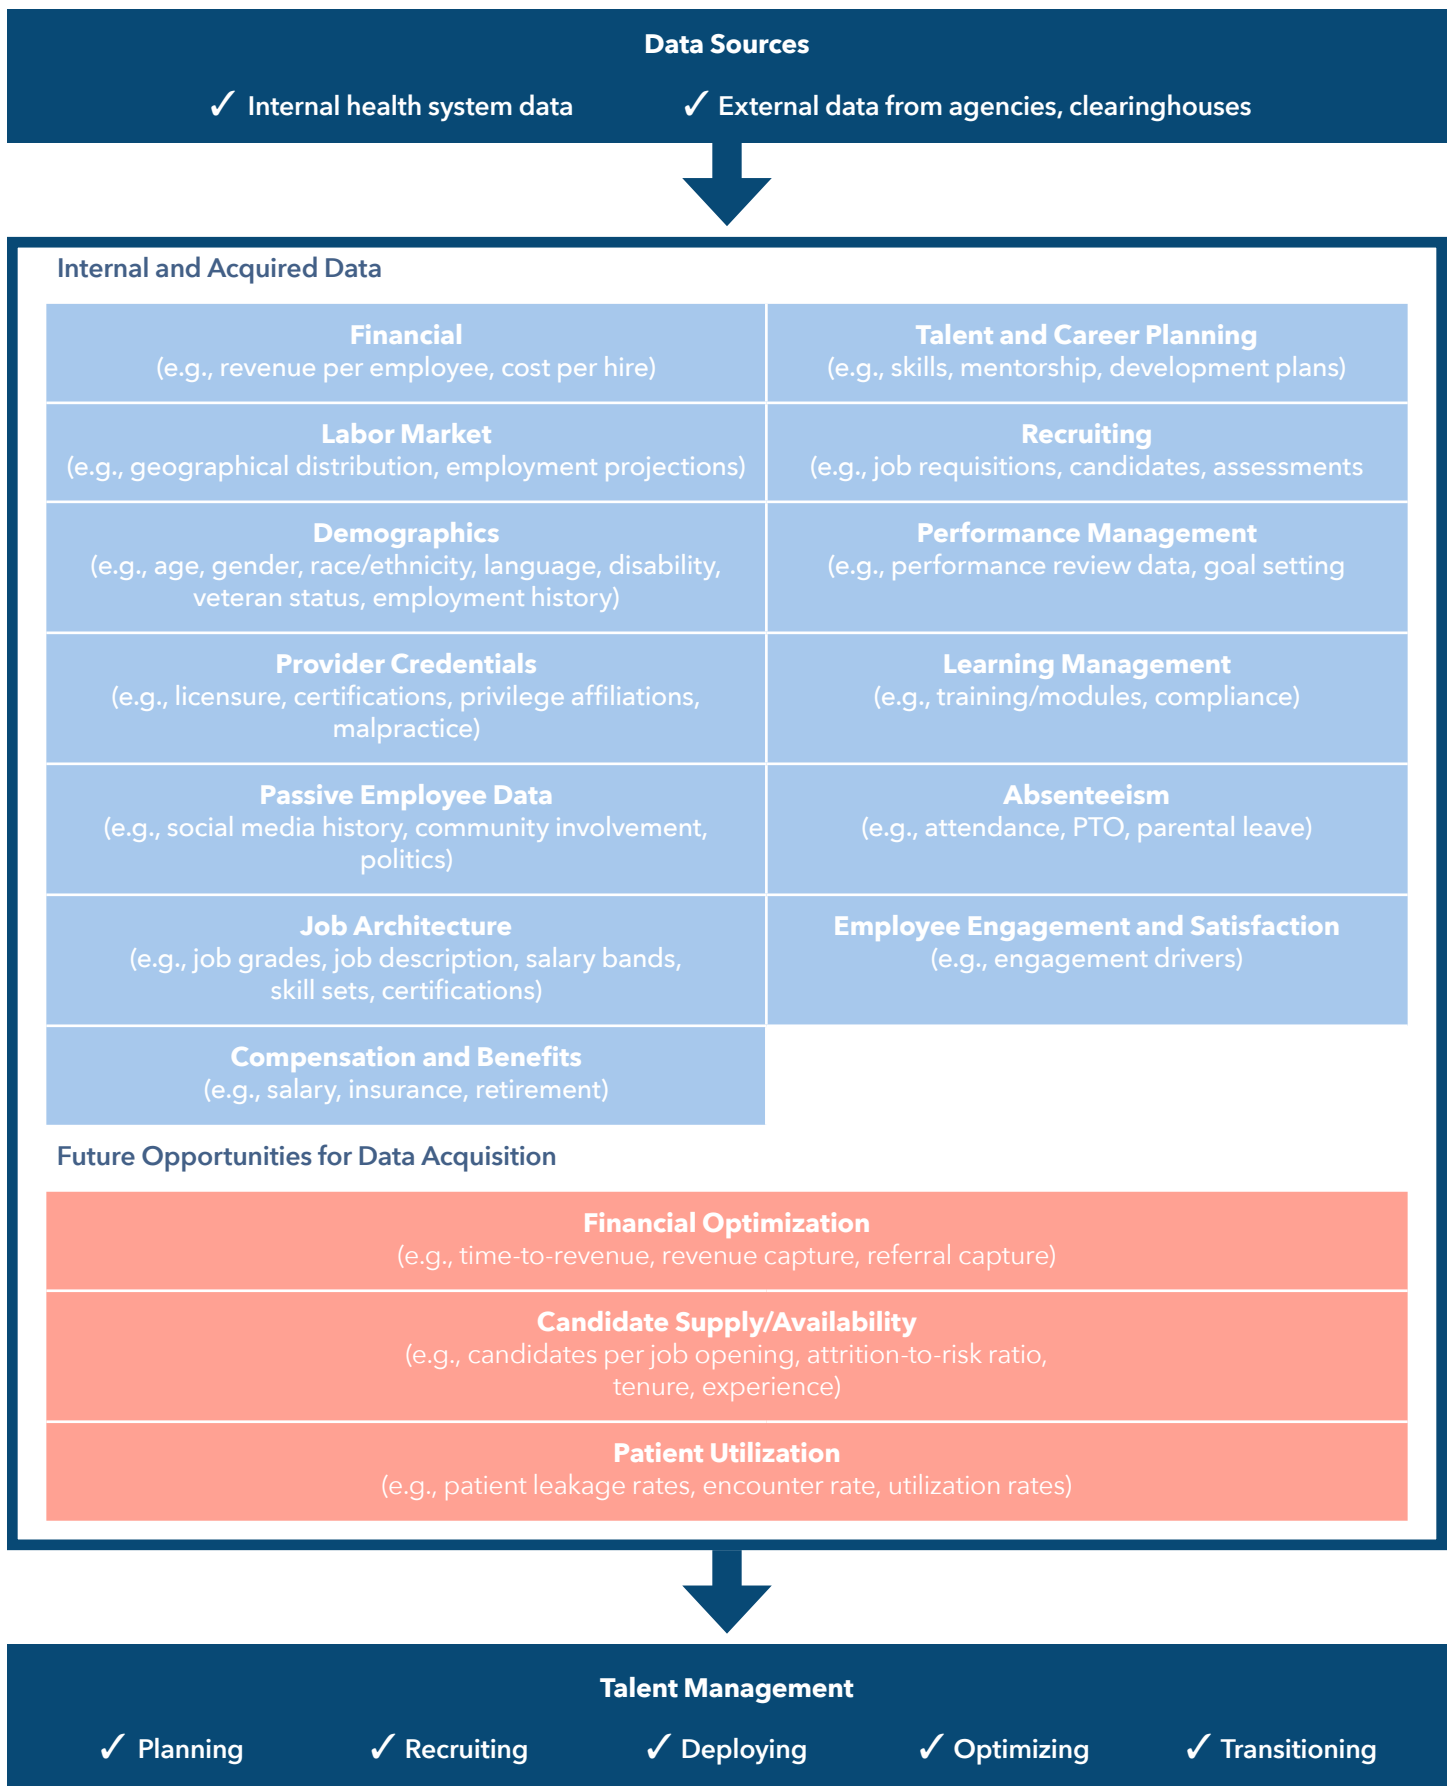 Data Sources
✓ Internal health system data
✓ External data from agencies, clearinghouses
Internal and Acquired Data
Financial
(e.g., revenue per employee, cost per hire)
Talent and Career Planning
(e.g., skills, mentorship, development plans)
Labor Market
(e.g., geographical distribution, employment projections)
Recruiting
(e.g., job requisitions, candidates, assessments
Demographics
(e.g., age, gender, race/ethnicity, language, disability,
veteran status, employment history)
Performance Management
(e.g., performance review data, goal setting
Provider Credentials
(e.g., licensure, certifications, privilege affiliations,
malpractice)
Learning Management
(e.g., training/modules, compliance)
Passive Employee Data
(e.g., social media history, community involvement,
politics)
Absenteeism
(e.g., attendance, PTO, parental leave)
Job Architecture
(e.g., job grades, job description, salary bands,
skill sets, certifications)
Employee Engagement and Satisfaction
(e.g., engagement drivers)
Compensation and Benefits
(e.g., salary, insurance, retirement)
Future Opportunities for Data Acquisition
Financial Optimization
(e.g., time-to-revenue, revenue capture, referral capture)
Candidate Supply/Availability
(e.g., candidates per job opening, attrition-to-risk ratio,
tenure, experience)
Patient Utilization
(e.g., patient leakage rates, encounter rate, utilization rates)
Talent Management
✓ Planning
✓ Recruiting
✓ Deploying
✓ Optimizing
✓ Transitioning